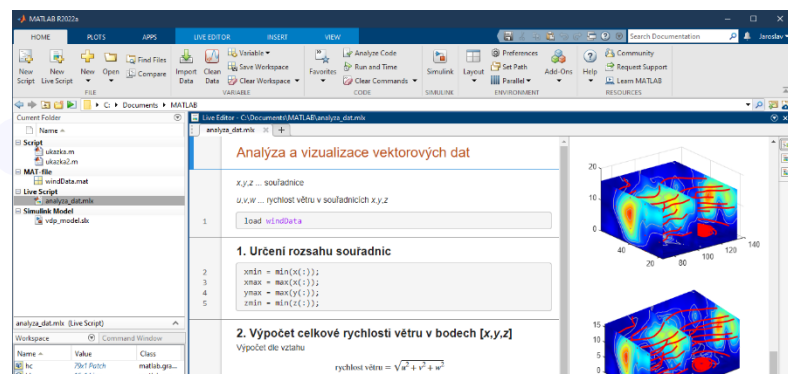 MATLAB R2022a
HOME PLOTS APPS LIVE EDITOR INSERT VIEW Search Documentation Jaroslav
New Script
New Live Script
New
Open
Find Files
Compare
Import Data
Clean Data
Variable
Save Workspace
Clear Workspace
Favorites
Analyze Code
Run and Time
Clear Commands
Simulink
Layout
Preferences
Set Path
Parallel
Add-Ons
Help
Community
Request Support
Learn MATLAB
FILE VARIABLE CODE SIMULINK ENVIRONMENT RESOURCES
C: Documents MATLAB
Current Folder
Name
Script
ukazka.m
ukazka2.m
MAT-file
windData.mat
Live Script
analyza_dat.mlx
Simulink Model
vdp_model.slx
analyza_dat.mlx (Live Script)
Workspace Command Window
Name Value Class
hc 79x1 Patch matlab.gra...
Live Editor - C:\Documents\MATLAB\analyza_dat.mlx
analyza_dat.mlx
Analýza a vizualizace vektorových dat
x,y,z ... souřadnice
u,v,w ... rychlost větru v souřadnicích x,y,z
1 load windData
1. Určení rozsahu souřadnic
2 xmin = min(x(:));
3 xmax = max(x(:));
4 ymax = max(y(:));
5 zmin = min(z(:));
2. Výpočet celkové rychlosti větru v bodech [x,y,z]
Výpočet dle vztahu
rychlost větru = √u² + v² + w²
20
10
0
40
20
60
80
100
120
140
15
10
5
0